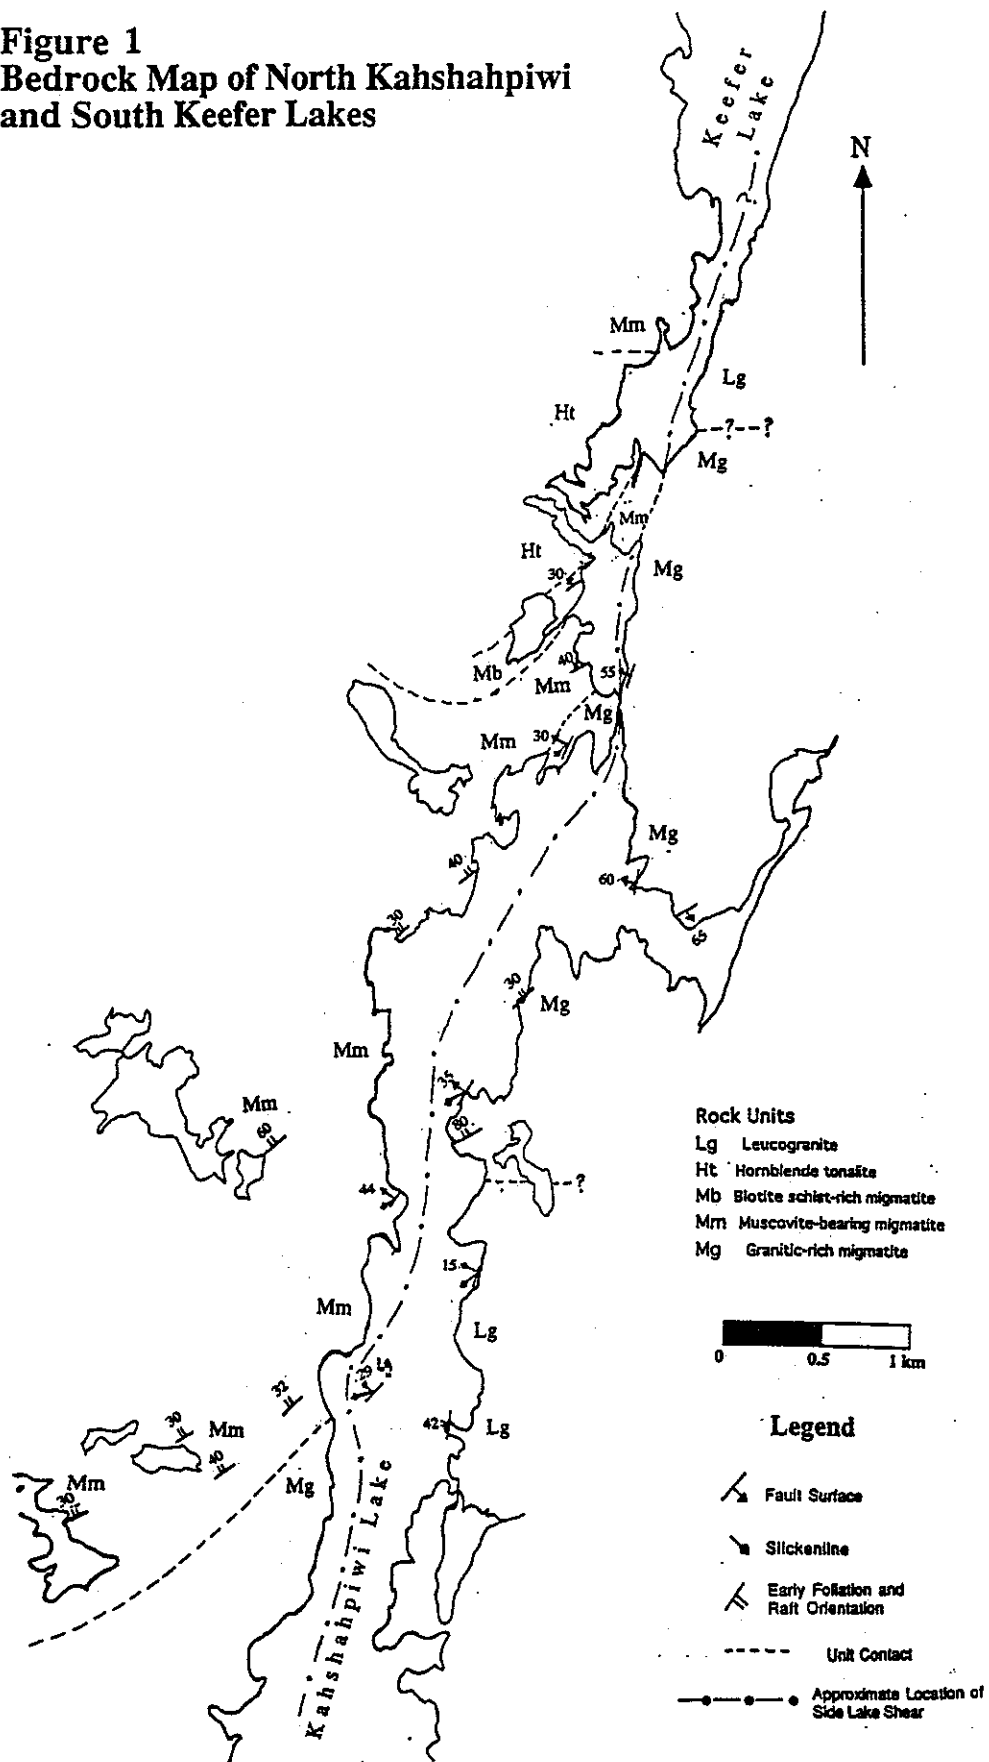 Figure 1
Bedrock Map of North Kahshahpiwi
and South Keefer Lakes
Keefer
Lake
N
Mm
Lg
Ht
?
?
Mg
Mm
Ht
Mg
30
40
55
Mb
Mm
Mg
30
Mm
Mg
40
60
65
30
30
Mg
Mm
35
Mm
60
80
44
?
15
Mm
Lg
32
42
Lg
30
Mm
40
Mm
Mg
30
Kahshahpiwi Lake
Rock Units
Lg Leucogranite
Ht Hornblende tonalite
Mb Biotite schist-rich migmatite
Mm Muscovite-bearing migmatite
Mg Granitic-rich migmatite
0 0.5 1 km
Legend
Fault Surface
Slickenline
Early Foliation and
Raft Orientation
Unit Contact
Approximate Location of
Side Lake Shear